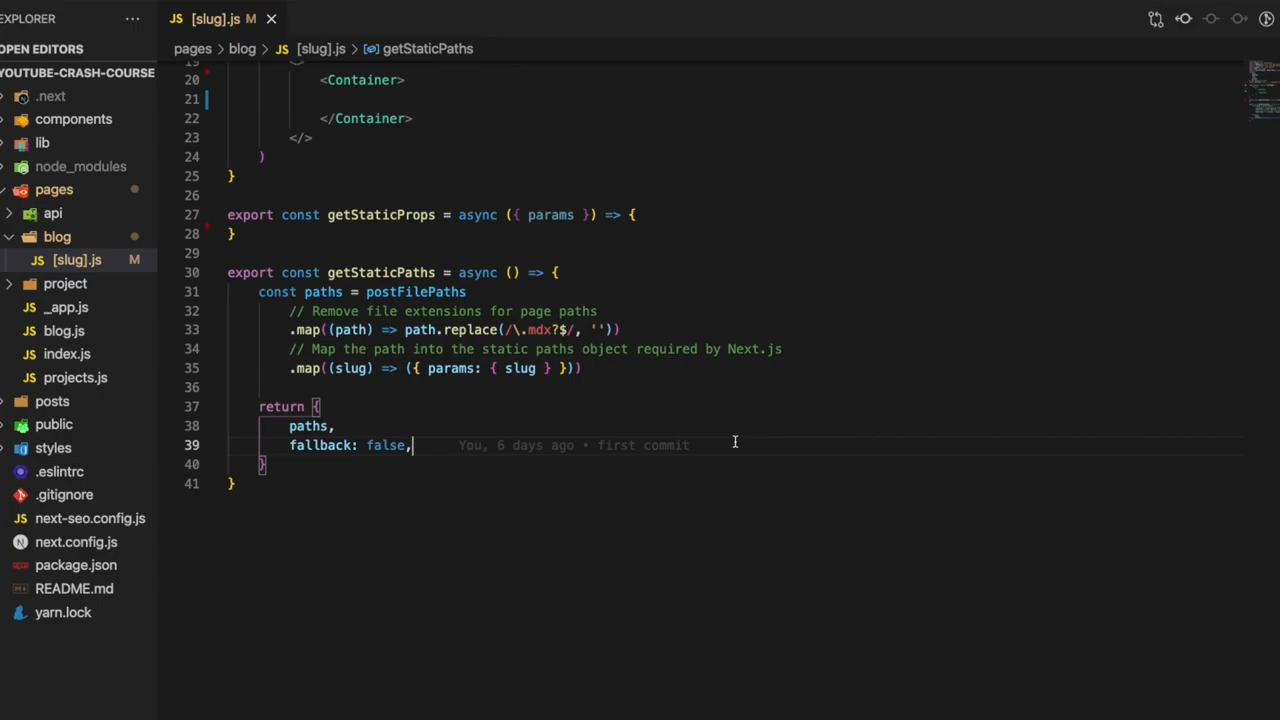 EXPLORER
···
JS [slug].js M ×
OPEN EDITORS
pages > blog > JS [slug].js > getStaticPaths
YOUTUBE-CRASH-COURSE
.next
components
lib
node_modules
pages
api
blog
JS [slug].js M
project
JS _app.js
JS blog.js
JS index.js
JS projects.js
posts
public
styles
.eslintrc
.gitignore
JS next-seo.config.js
N next.config.js
package.json
README.md
yarn.lock
19 <>
20 <Container>
21
22 </Container>
23 </>
24 )
25 }
26
27 export const getStaticProps = async ({ params }) => {
28 }
29
30 export const getStaticPaths = async () => {
31 const paths = postFilePaths
32 // Remove file extensions for page paths
33 .map((path) => path.replace(/\.mdx?$/, ''))
34 // Map the path into the static paths object required by Next.js
35 .map((slug) => ({ params: { slug } }))
36
37 return {
38 paths,
39 fallback: false, You, 6 days ago • first commit
40 }
41 }